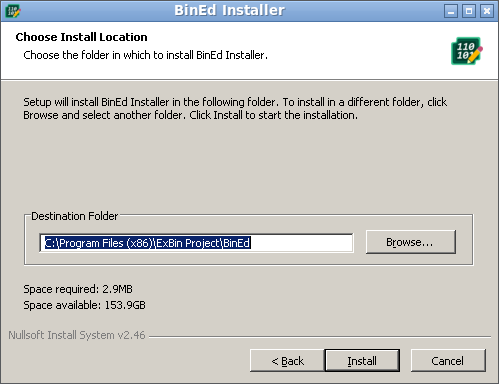 BinEd Installer
Choose Install Location
Choose the folder in which to install BinEd Installer.
110
101
Setup will install BinEd Installer in the following folder. To install in a different folder, click
Browse and select another folder. Click Install to start the installation.
Destination Folder
C:\Program Files (x86)\ExBin Project\BinEd
Browse...
Space required: 2.9MB
Space available: 153.9GB
Nullsoft Install System v2.46
< Back
Install
Cancel